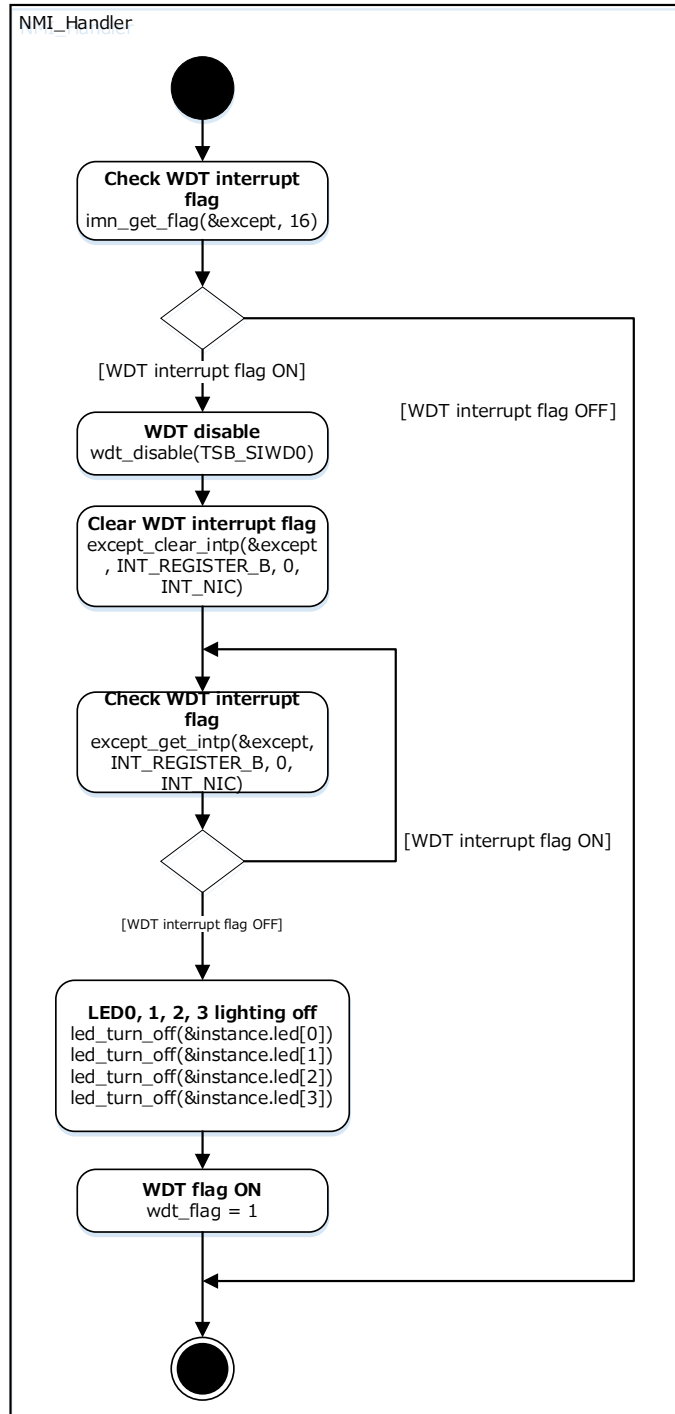 NMI_Handler
Check WDT interrupt
flag
imn_get_flag(&except, 16)
[WDT interrupt flag ON]
[WDT interrupt flag OFF]
WDT disable
wdt_disable(TSB_SIWD0)
Clear WDT interrupt flag
except_clear_intp(&except
, INT_REGISTER_B, 0,
INT_NIC)
Check WDT interrupt
flag
except_get_intp(&except,
INT_REGISTER_B, 0,
INT_NIC)
[WDT interrupt flag ON]
[WDT interrupt flag OFF]
LED0, 1, 2, 3 lighting off
led_turn_off(&instance.led[0])
led_turn_off(&instance.led[1])
led_turn_off(&instance.led[2])
led_turn_off(&instance.led[3])
WDT flag ON
wdt_flag = 1